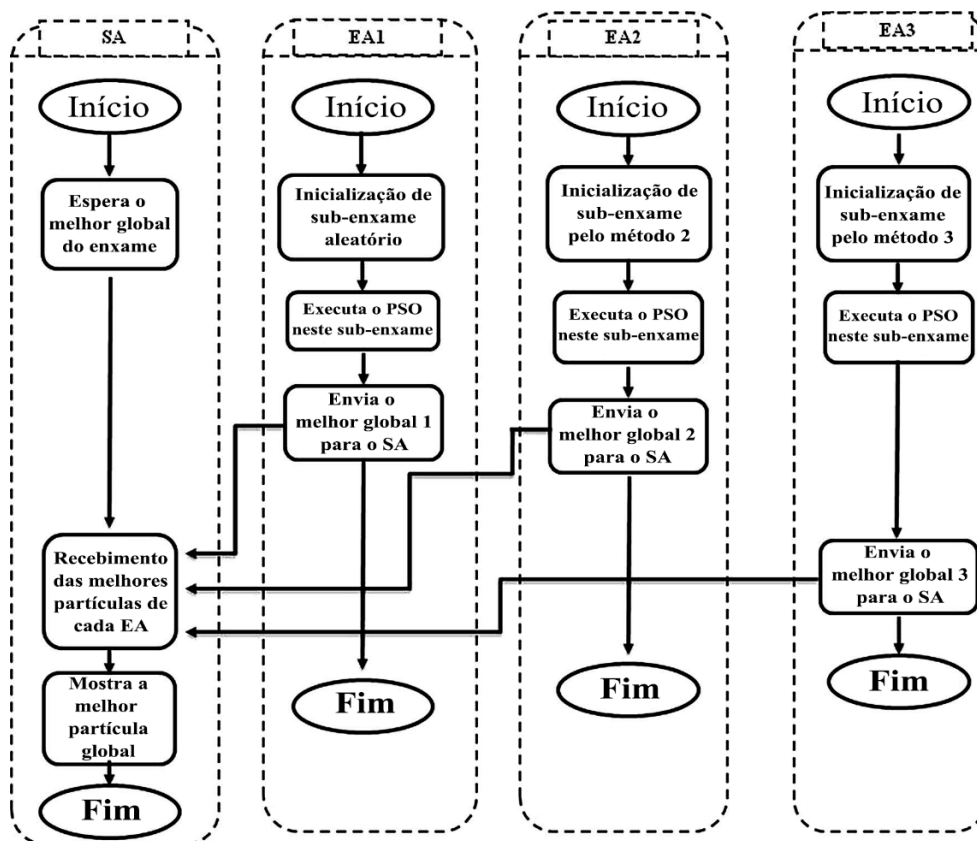 SA
Início
Espera o
melhor global
do enxame
Recebimento
das melhores
partículas de
cada EA
Mostra a
melhor
partícula
global
Fim
EA1
Início
Inicialização de
sub-enxame
aleatório
Executa o PSO
neste sub-enxame
Envia o
melhor global 1
para o SA
Fim
EA2
Início
Inicialização de
sub-enxame
pelo método 2
Executa o PSO
neste sub-enxame
Envia o
melhor global 2
para o SA
Fim
EA3
Início
Inicialização de
sub-enxame
pelo método 3
Executa o PSO
neste sub-enxame
Envia o
melhor global 3
para o SA
Fim